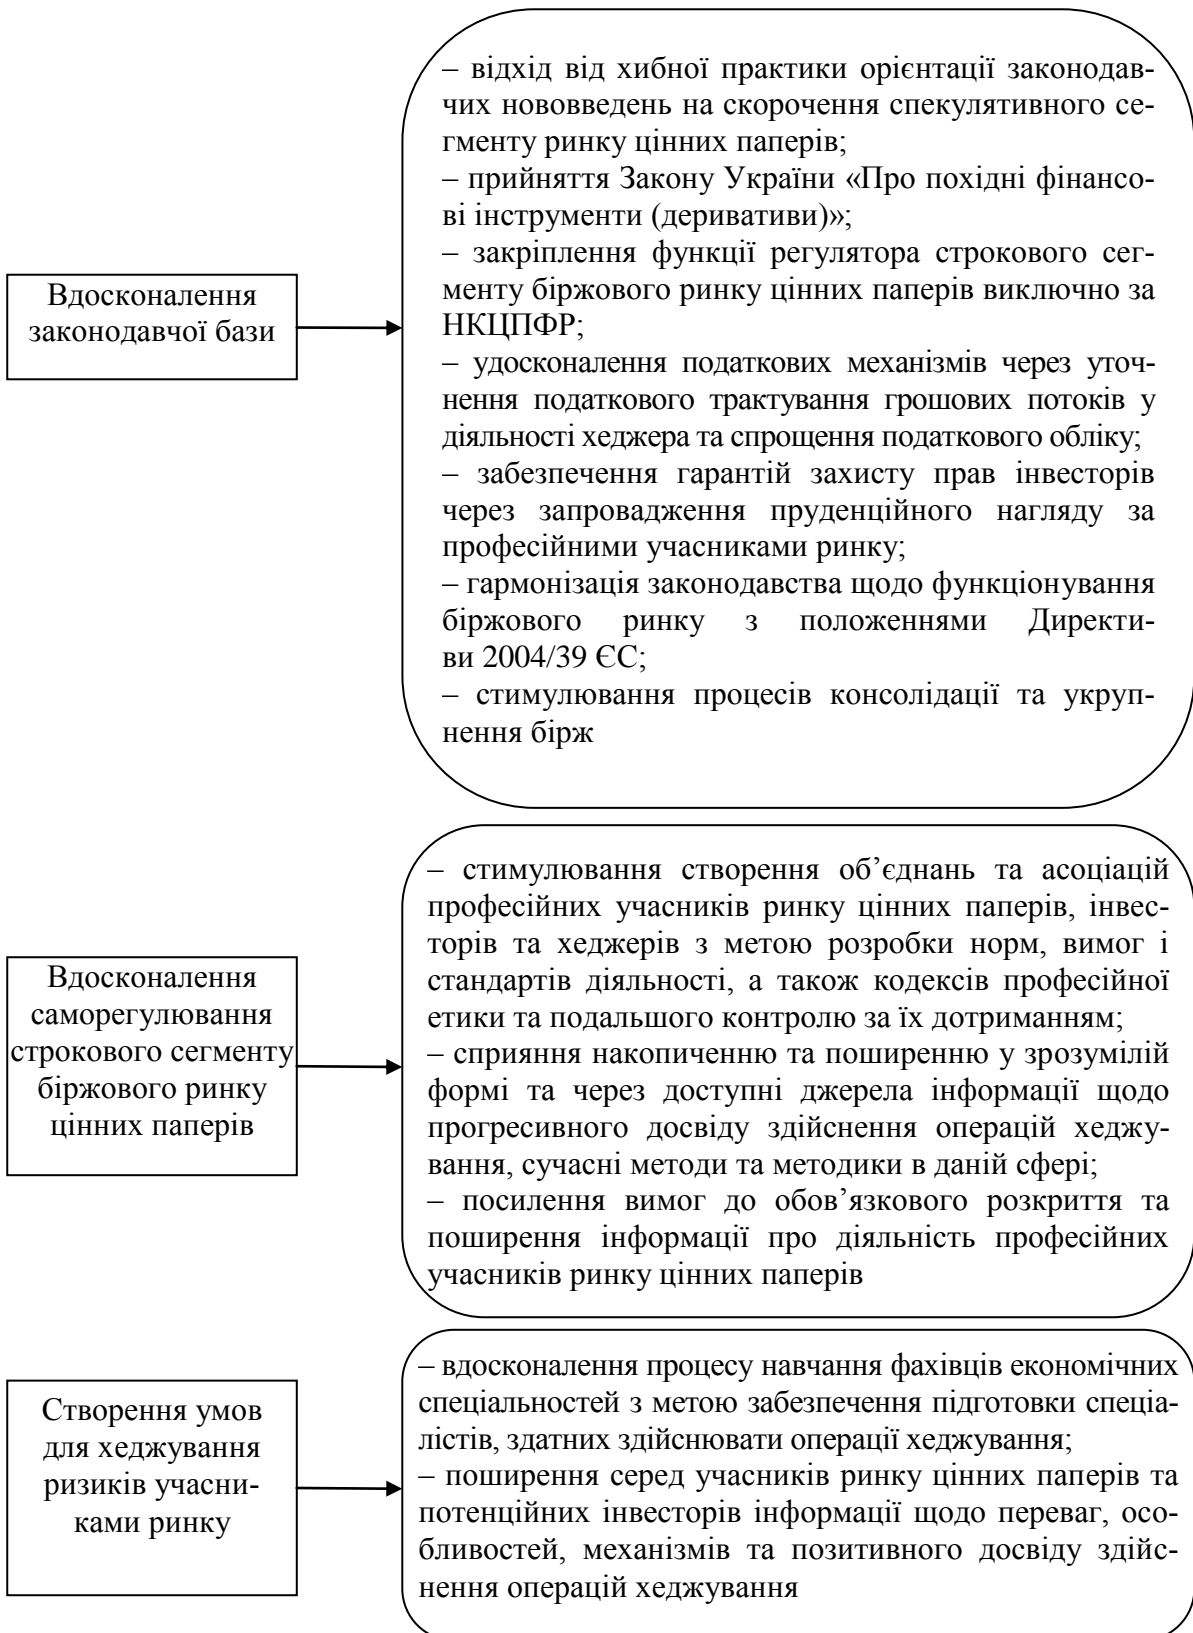 Вдосконалення
законодавчої бази
– відхід від хибної практики орієнтації законодав-
чих нововведень на скорочення спекулятивного се-
гменту ринку цінних паперів;
– прийняття Закону України «Про похідні фінансо-
ві інструменти (деривативи)»;
– закріплення функції регулятора строкового сег-
менту біржового ринку цінних паперів виключно за
НКЦПФР;
– удосконалення податкових механізмів через уточ-
нення податкового трактування грошових потоків у
діяльності хеджера та спрощення податкового обліку;
– забезпечення гарантій захисту прав інвесторів
через запровадження пруденційного нагляду за
професійними учасниками ринку;
– гармонізація законодавства щодо функціонування
біржового ринку з положеннями Директи-
ви 2004/39 ЄС;
– стимулювання процесів консолідації та укруп-
нення бірж
Вдосконалення
саморегулювання
строкового сегменту
біржового ринку
цінних паперів
– стимулювання створення об’єднань та асоціацій
професійних учасників ринку цінних паперів, інвес-
торів та хеджерів з метою розробки норм, вимог і
стандартів діяльності, а також кодексів професійної
етики та подальшого контролю за їх дотриманням;
– сприяння накопиченню та поширенню у зрозумілій
формі та через доступні джерела інформації щодо
прогресивного досвіду здійснення операцій хеджу-
вання, сучасні методи та методики в даній сфері;
– посилення вимог до обов’язкового розкриття та
поширення інформації про діяльність професійних
учасників ринку цінних паперів
Створення умов
для хеджування
ризиків учасни-
ками ринку
– вдосконалення процесу навчання фахівців економічних
спеціальностей з метою забезпечення підготовки спеціа-
лістів, здатних здійснювати операції хеджування;
– поширення серед учасників ринку цінних паперів та
потенційних інвесторів інформації щодо переваг, осо-
бливостей, механізмів та позитивного досвіду здійс-
нення операцій хеджування